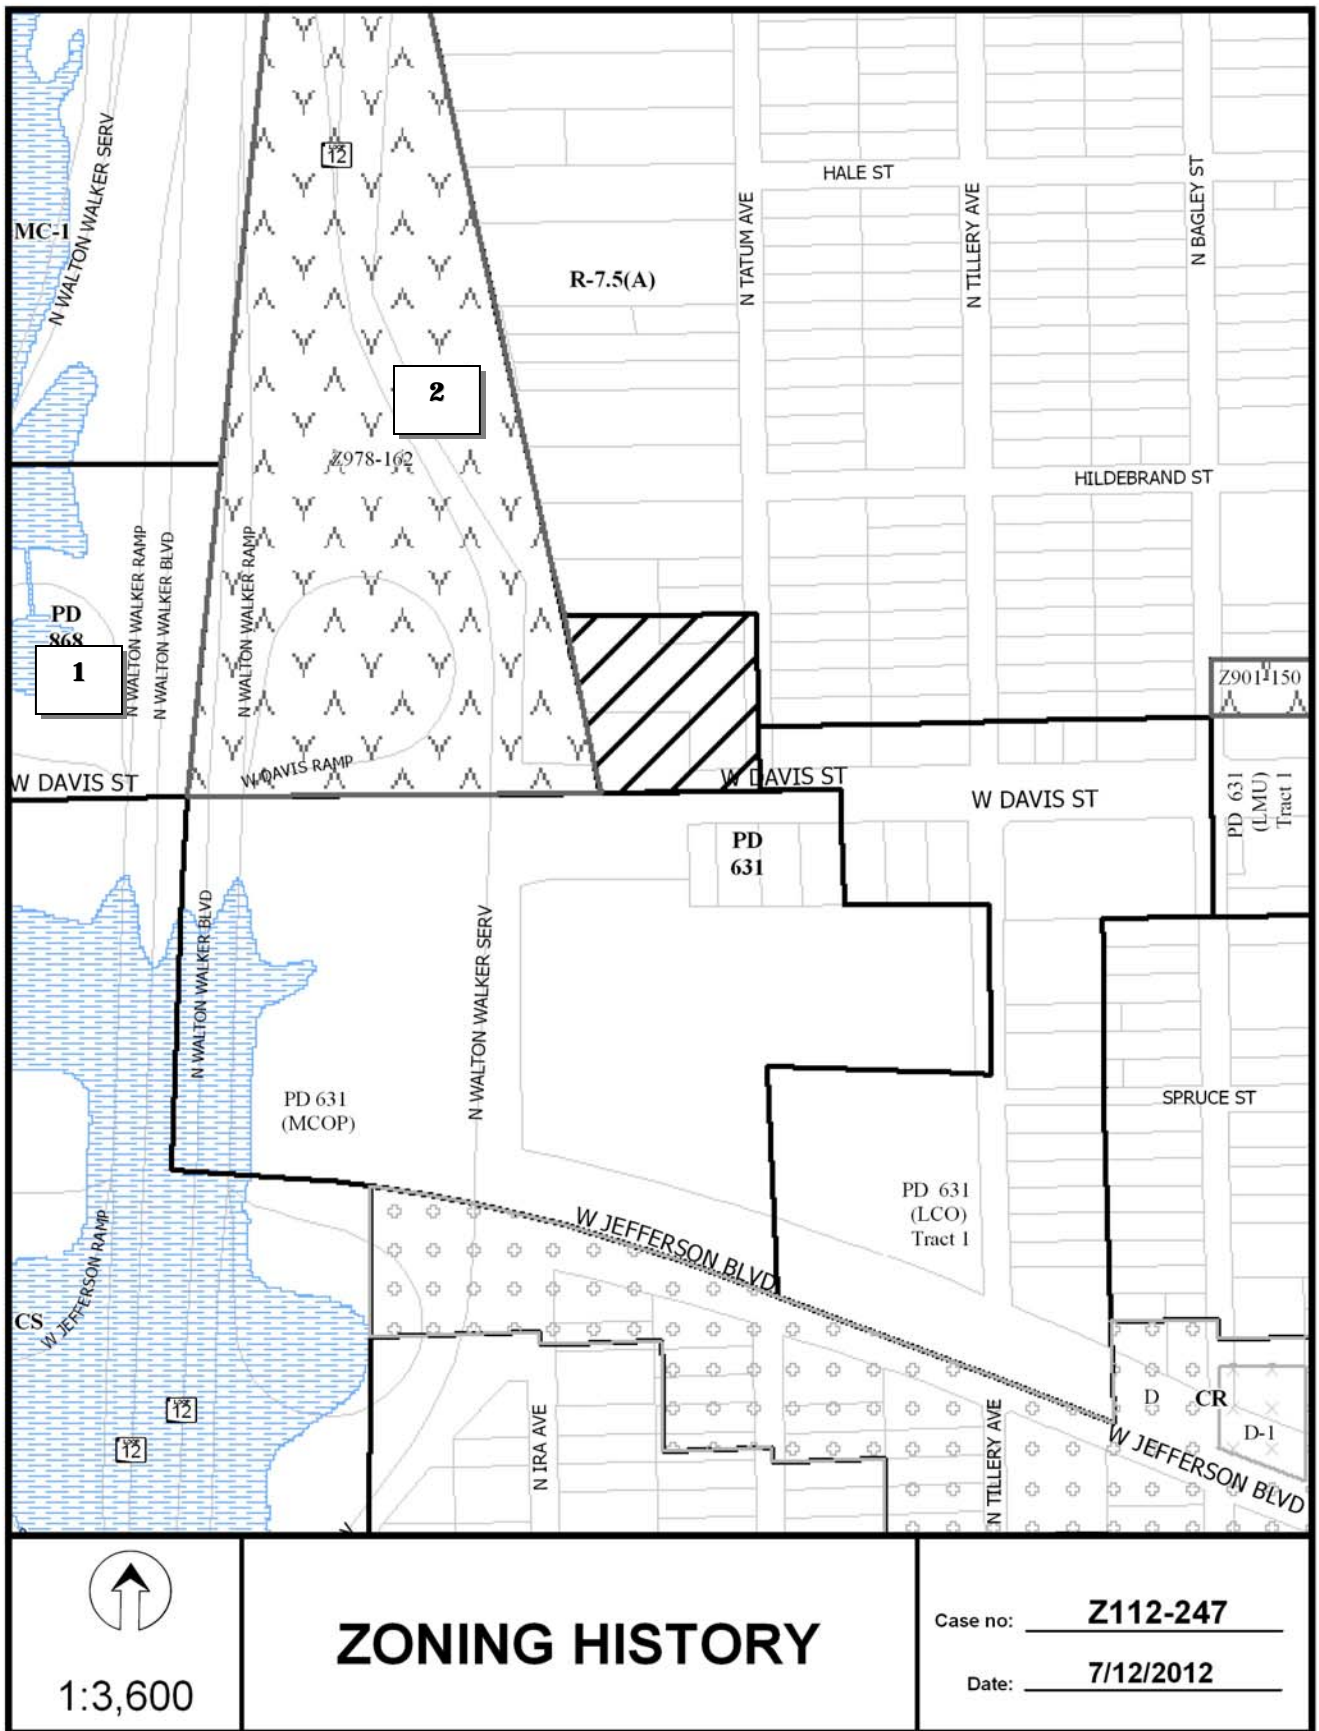 12
HALE ST
N WALTON WALKER SERV
MC-1
N TATUM AVE
N TILLERY AVE
N BAGLEY ST
R-7.5(A)
2
Z978-162
HILDEBRAND ST
N WALTON WALKER RAMP
N WALTON WALKER BLVD
N WALTON WALKER RAMP
PD
868
1
Z901-150
W DAVIS RAMP
W DAVIS ST
W DAVIS ST
W DAVIS ST
PD 631
(LMU)
Tract 1
PD
631
N WALTON WALKER BLVD
N WALTON WALKER SERV
PD 631
(MCOP)
SPRUCE ST
PD 631
(LCO)
Tract 1
W JEFFERSON BLVD
W JEFFERSON RAMP
CS
D
CR
D-1
12
12
N IRA AVE
N TILLERY AVE
W JEFFERSON BLVD
1:3,600
ZONING HISTORY
Case no: Z112-247
Date: 7/12/2012